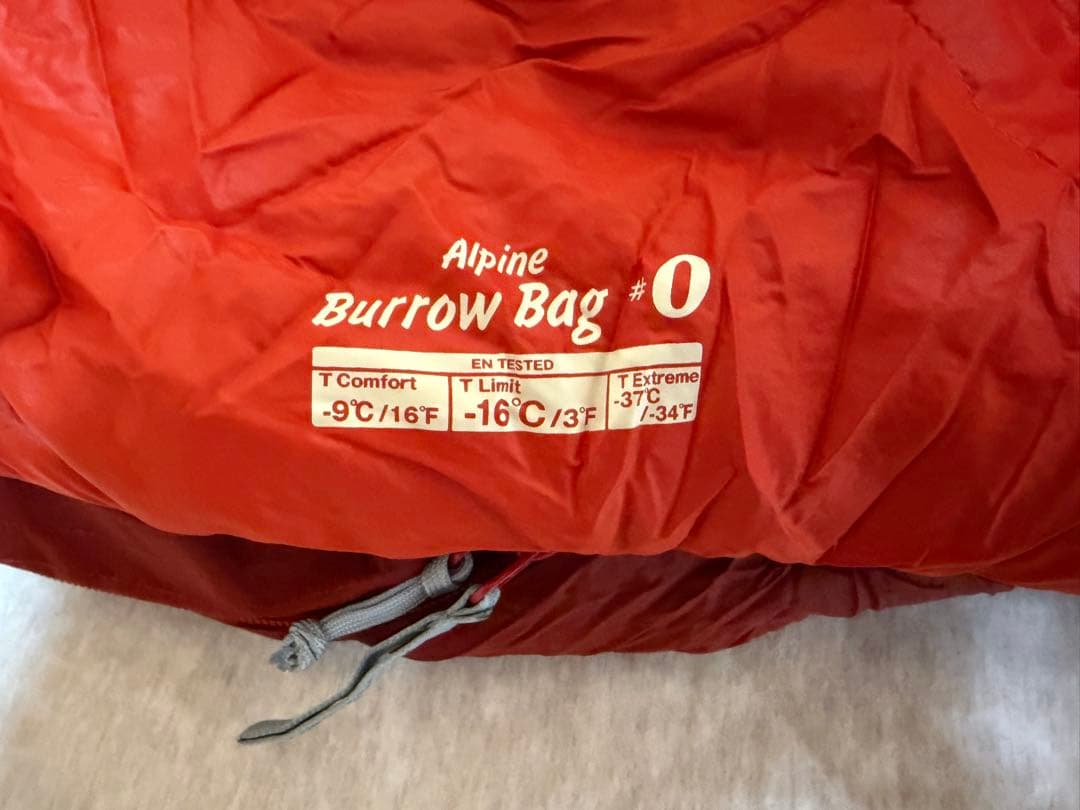 Alpine
Burrow Bag #0
EN TESTED
T Comfort
-9℃/16℉
T Limit
-16℃/3℉
T Extreme
-37℃
/-34℉